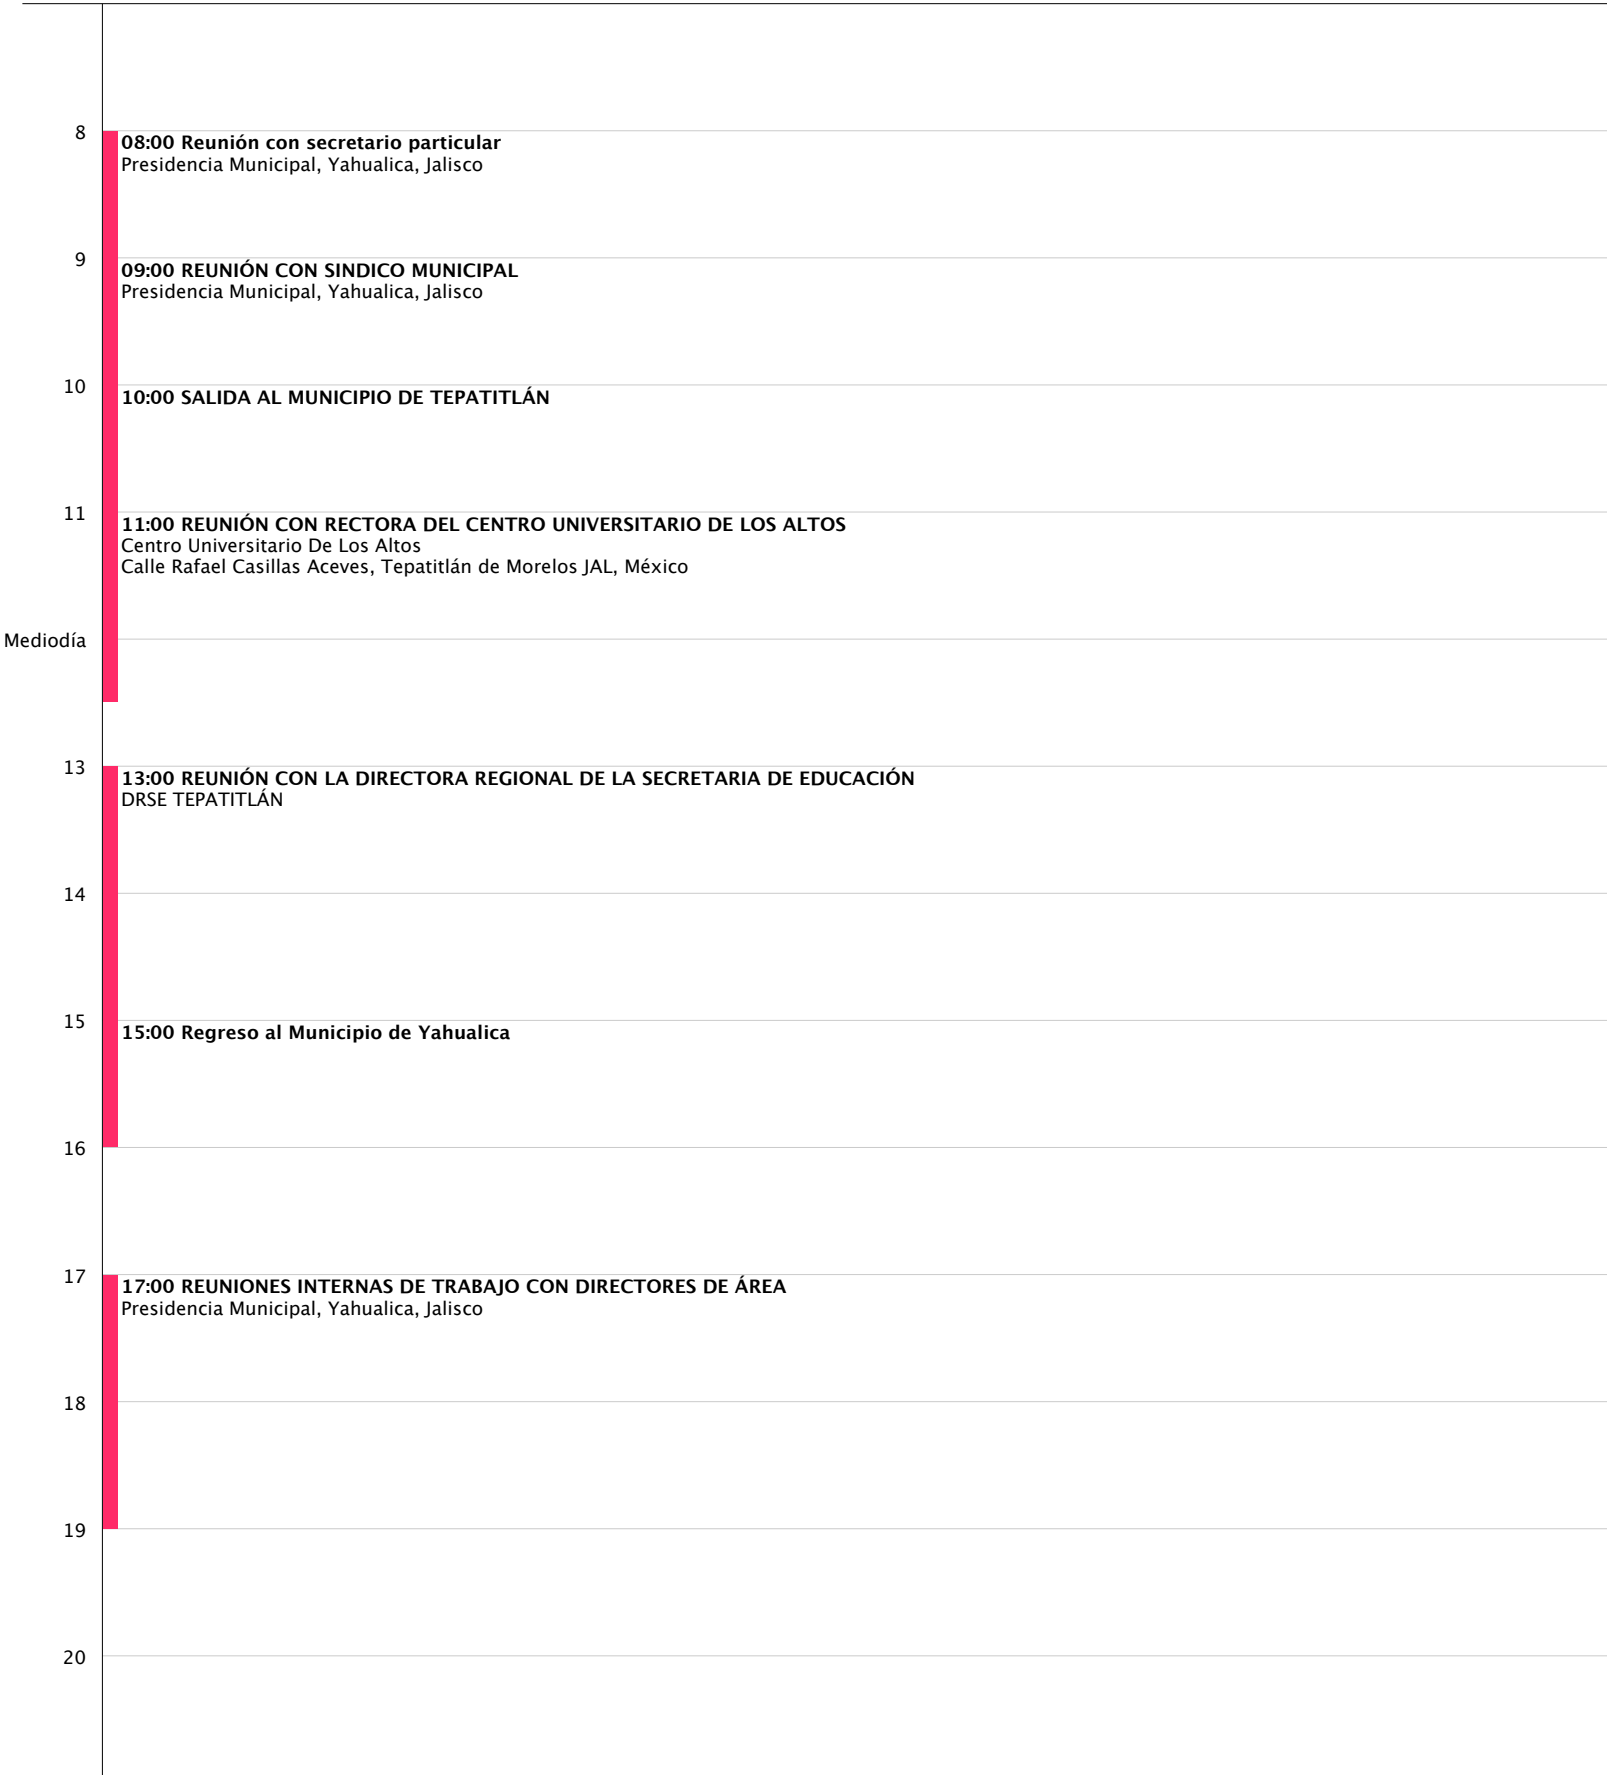 8
08:00 Reunión con secretario particular
Presidencia Municipal, Yahualica, Jalisco
9
09:00 REUNIÓN CON SINDICO MUNICIPAL
Presidencia Municipal, Yahualica, Jalisco
10
10:00 SALIDA AL MUNICIPIO DE TEPATITLÁN
11
11:00 REUNIÓN CON RECTORA DEL CENTRO UNIVERSITARIO DE LOS ALTOS
Centro Universitario De Los Altos
Calle Rafael Casillas Aceves, Tepatitlán de Morelos JAL, México
Mediodía
13
13:00 REUNIÓN CON LA DIRECTORA REGIONAL DE LA SECRETARIA DE EDUCACIÓN
DRSE TEPATITLÁN
14
15
15:00 Regreso al Municipio de Yahualica
16
17
17:00 REUNIONES INTERNAS DE TRABAJO CON DIRECTORES DE ÁREA
Presidencia Municipal, Yahualica, Jalisco
18
19
20